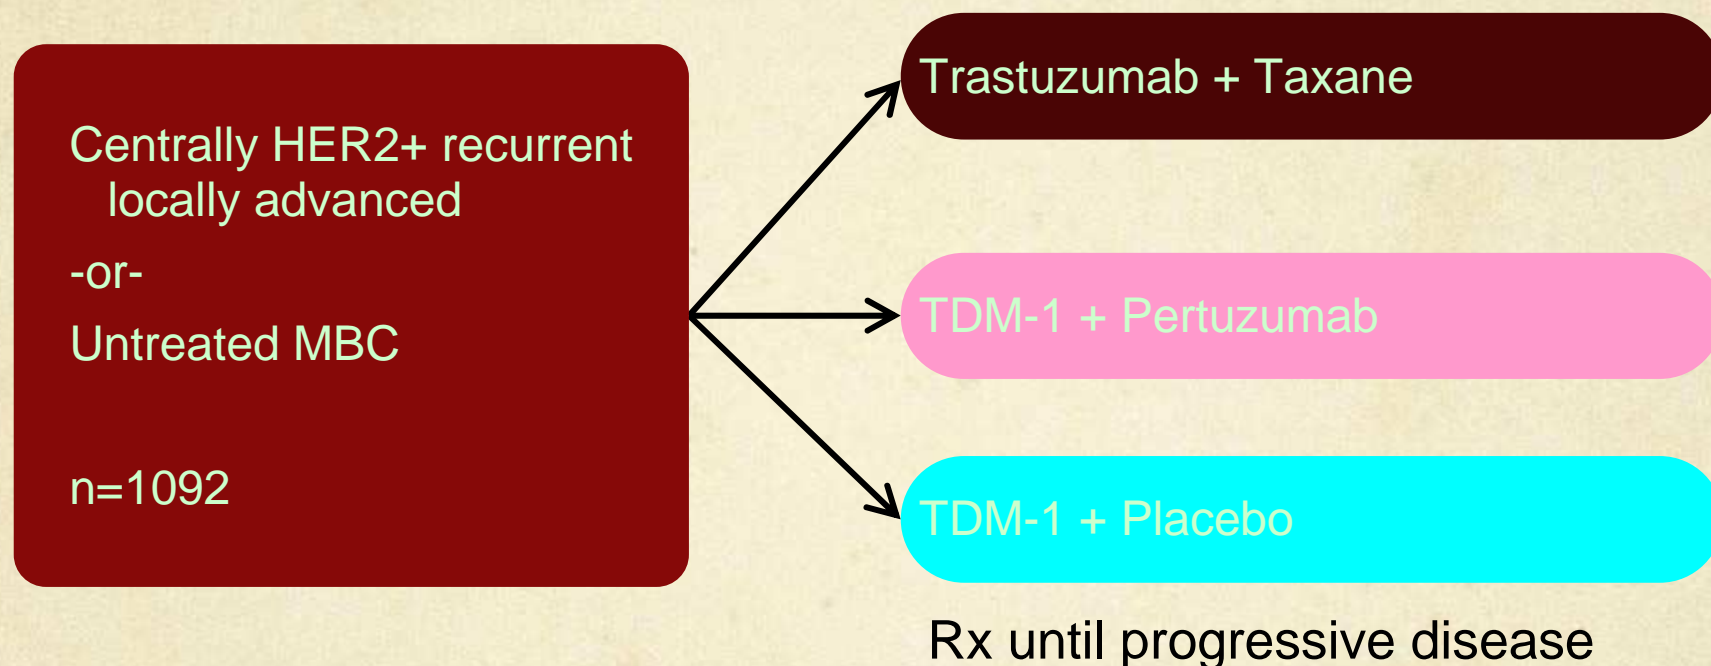 Centrally HER2+ recurrent
locally advanced
-or-
Untreated MBC
n=1092
Trastuzumab + Taxane
TDM-1 + Pertuzumab
TDM-1 + Placebo
Rx until progressive disease